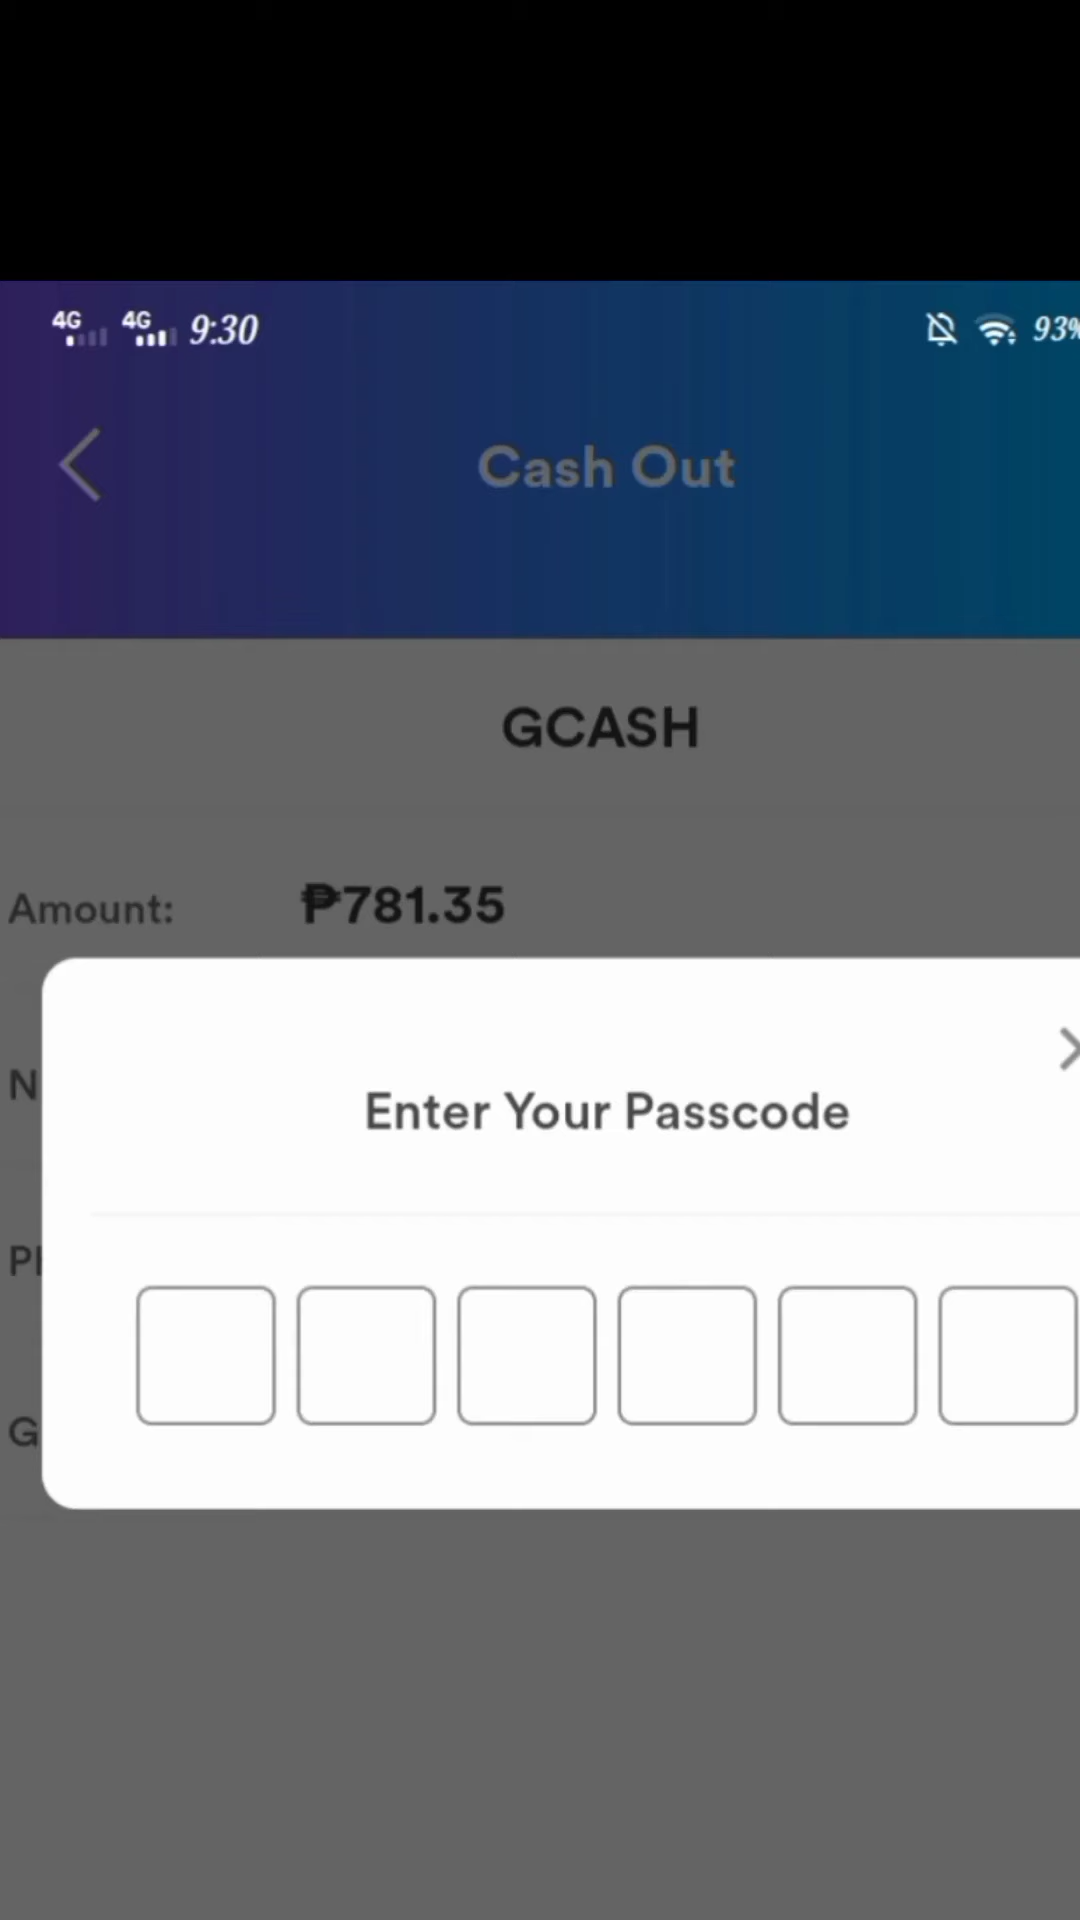 4G 4G 9:30 93%
Cash Out
GCASH
Amount: ₱781.35
Enter Your Passcode